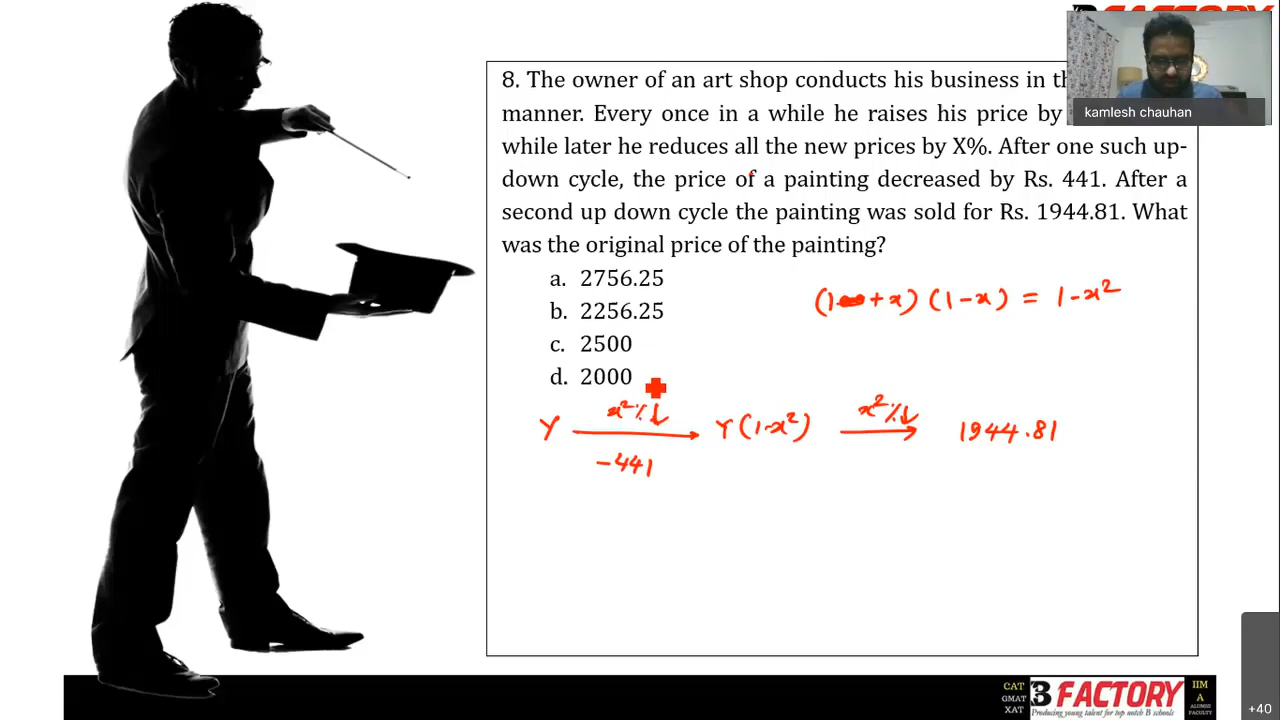 FACTORY
kamlesh chauhan
8. The owner of an art shop conducts his business in
manner. Every once in a while he raises his price by
while later he reduces all the new prices by X%. After one such up-
down cycle, the price of a painting decreased by Rs. 441. After a
second up down cycle the painting was sold for Rs. 1944.81. What
was the original price of the painting?
a. 2756.25
b. 2256.25
c. 2500
d. 2000
(1 + x) (1 - x) = 1 - x²
Y x²%↓ Y(1-x²) x²%↓ 1944.81
-441
CAT
GMAT
XAT
3 FACTORY
Producing young talent for top notch B schools
IIM
A
ALUMNI
FACULTY
+40